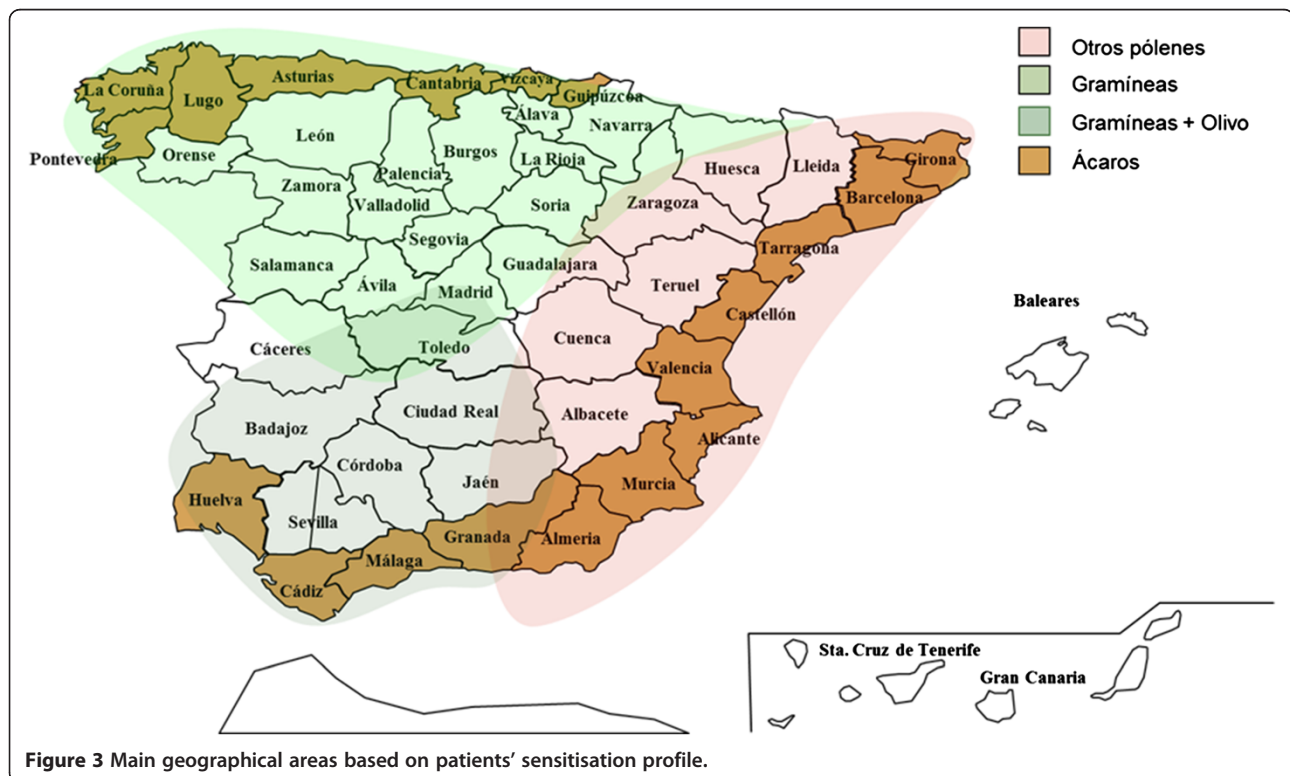 Otros pólenes
Gramíneas
Gramíneas + Olivo
Ácaros
La Coruña
Lugo
Asturias
Cantabria
Vizcaya
Guipúzcoa
Álava
Navarra
Pontevedra
Orense
León
Palencia
Burgos
La Rioja
Huesca
Lleida
Girona
Barcelona
Zamora
Valladolid
Soria
Zaragoza
Tarragona
Segovia
Salamanca
Ávila
Madrid
Guadalajara
Teruel
Castellón
Baleares
Cáceres
Toledo
Cuenca
Valencia
Badajoz
Ciudad Real
Albacete
Alicante
Huelva
Sevilla
Córdoba
Jaén
Murcia
Granada
Almeria
Málaga
Cádiz
Sta. Cruz de Tenerife
Gran Canaria
Figure 3 Main geographical areas based on patients’ sensitisation profile.